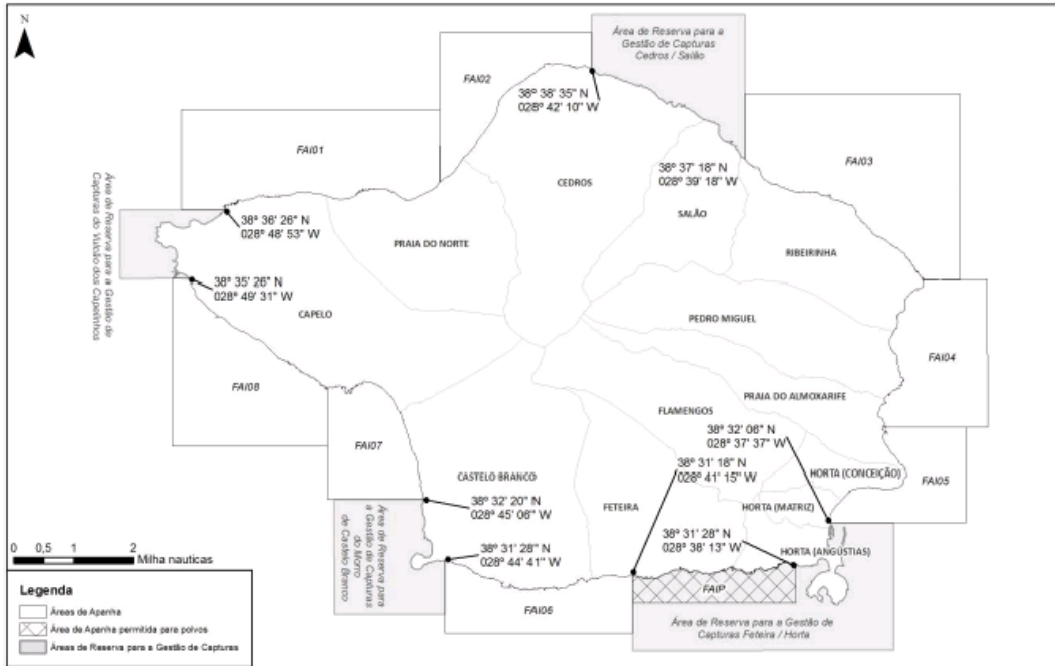 N
Área de Reserva para a
Gestão de Capturas
Cedros / Salão
FAI02
38º 38' 35" N
028º 42' 10" W
FAI01
FAI03
38º 37' 18" N
028º 39' 18" W
CEDROS
SALÃO
Área de Reserva para a Gestão de
Capturas do Vulcão dos Capelinhos
38º 36' 26" N
028º 48' 53" W
PRAIA DO NORTE
RIBEIRINHA
38º 35' 26" N
028º 49' 31" W
CAPELO
PEDRO MIGUEL
FAI04
FAI08
PRAIA DO ALMOXARIFE
FLAMENGOS
38º 32' 06" N
028º 37' 37" W
FAI07
38º 31' 18" N
028º 41' 15" W
HORTA (CONCEIÇÃO)
FAI05
CASTELO BRANCO
38º 32' 20" N
028º 45' 06" W
FETEIRA
HORTA (MATRIZ)
Área de Reserva para
a Gestão de Capturas
do Morro
de Castelo Branco
38º 31' 28" N
028º 44' 41" W
38º 31' 28" N
028º 38' 13" W
HORTA (ANGÚSTIAS)
0 0,5 1 2
Milha nauticas
FAI06
FAIP
Área de Reserva para a Gestão de
Capturas Feteira / Horta
Legenda
Áreas de Apanha
Área de Apanha permitida para polvos
Áreas de Reserva para a Gestão de Capturas